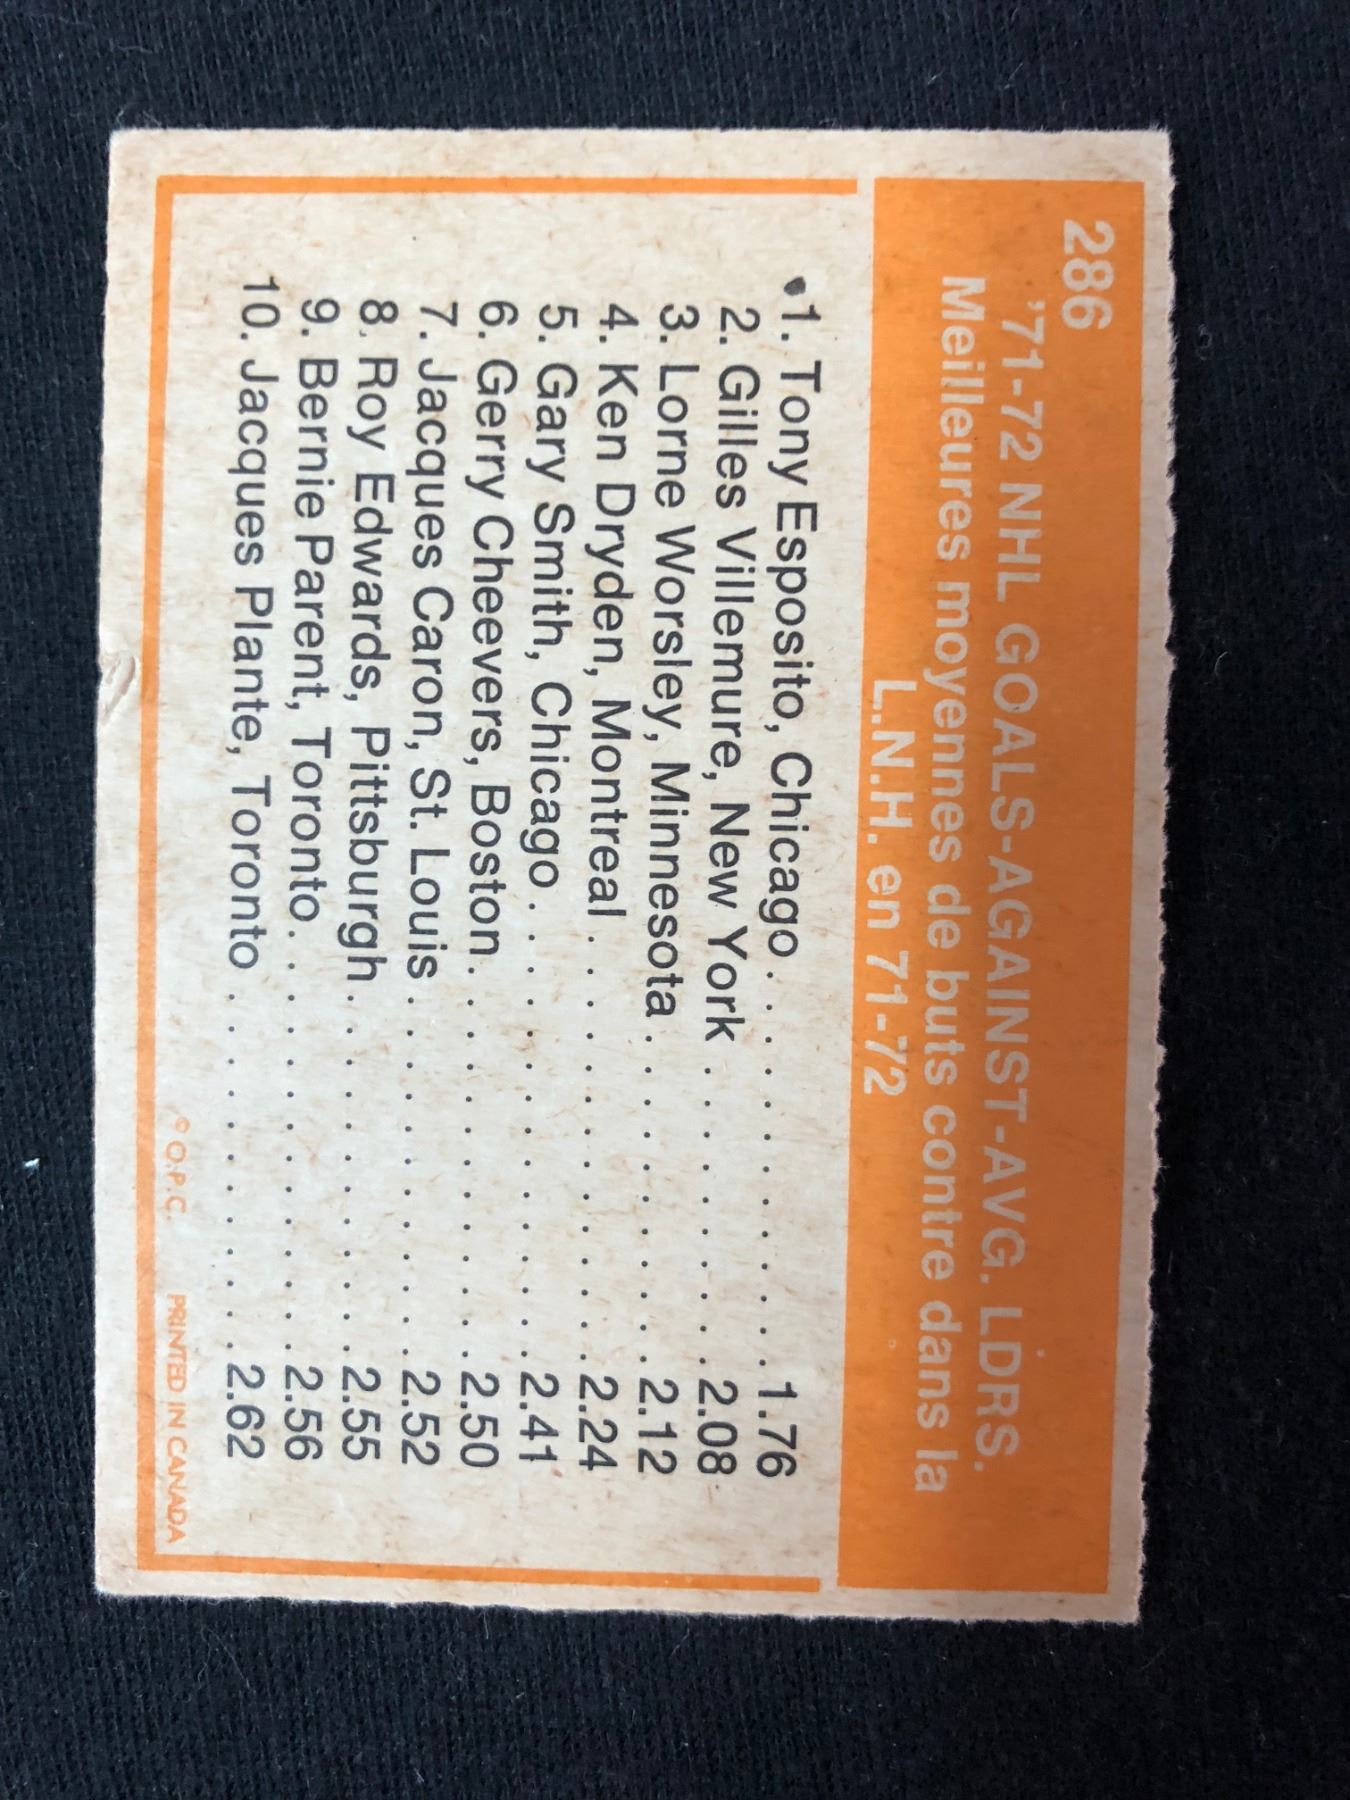 286
'71-72 NHL GOALS-AGAINST-AVG. LDRS.
Meilleures moyennes de buts contre dans la
L.N.H. en 71-72
1. Tony Esposito, Chicago . . . . . . . . . . 1.76
2. Gilles Villemure, New York . . . . . . . . 2.08
3. Lorne Worsley, Minnesota . . . . . . . . 2.12
4. Ken Dryden, Montreal . . . . . . . . . . 2.24
5. Gary Smith, Chicago . . . . . . . . . . . 2.41
6. Gerry Cheevers, Boston . . . . . . . . . 2.50
7. Jacques Caron, St. Louis . . . . . . . . 2.52
8. Roy Edwards, Pittsburgh . . . . . . . . 2.55
9. Bernie Parent, Toronto . . . . . . . . . 2.56
10. Jacques Plante, Toronto . . . . . . . . 2.62
© O.P.C. PRINTED IN CANADA